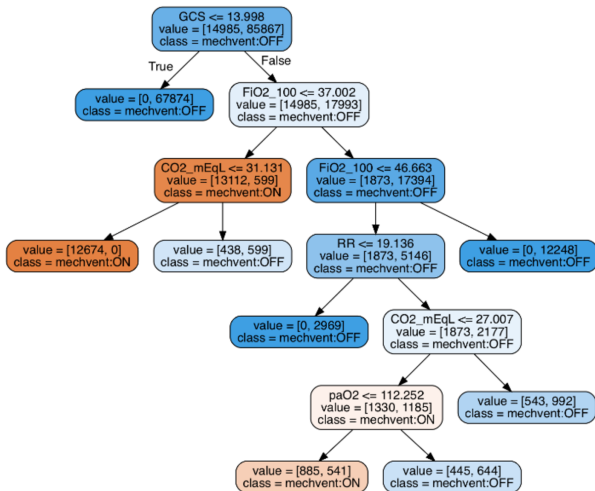 GCS <= 13.998
value = [14985, 85867]
class = mechvent:OFF
True
False
value = [0, 67874]
class = mechvent:OFF
FiO2_100 <= 37.002
value = [14985, 17993]
class = mechvent:OFF
CO2_mEqL <= 31.131
value = [13112, 599]
class = mechvent:ON
FiO2_100 <= 46.663
value = [1873, 17394]
class = mechvent:OFF
value = [12674, 0]
class = mechvent:ON
value = [438, 599]
class = mechvent:OFF
RR <= 19.136
value = [1873, 5146]
class = mechvent:OFF
value = [0, 12248]
class = mechvent:OFF
value = [0, 2969]
class = mechvent:OFF
CO2_mEqL <= 27.007
value = [1873, 2177]
class = mechvent:OFF
paO2 <= 112.252
value = [1330, 1185]
class = mechvent:ON
value = [543, 992]
class = mechvent:OFF
value = [885, 541]
class = mechvent:ON
value = [445, 644]
class = mechvent:OFF